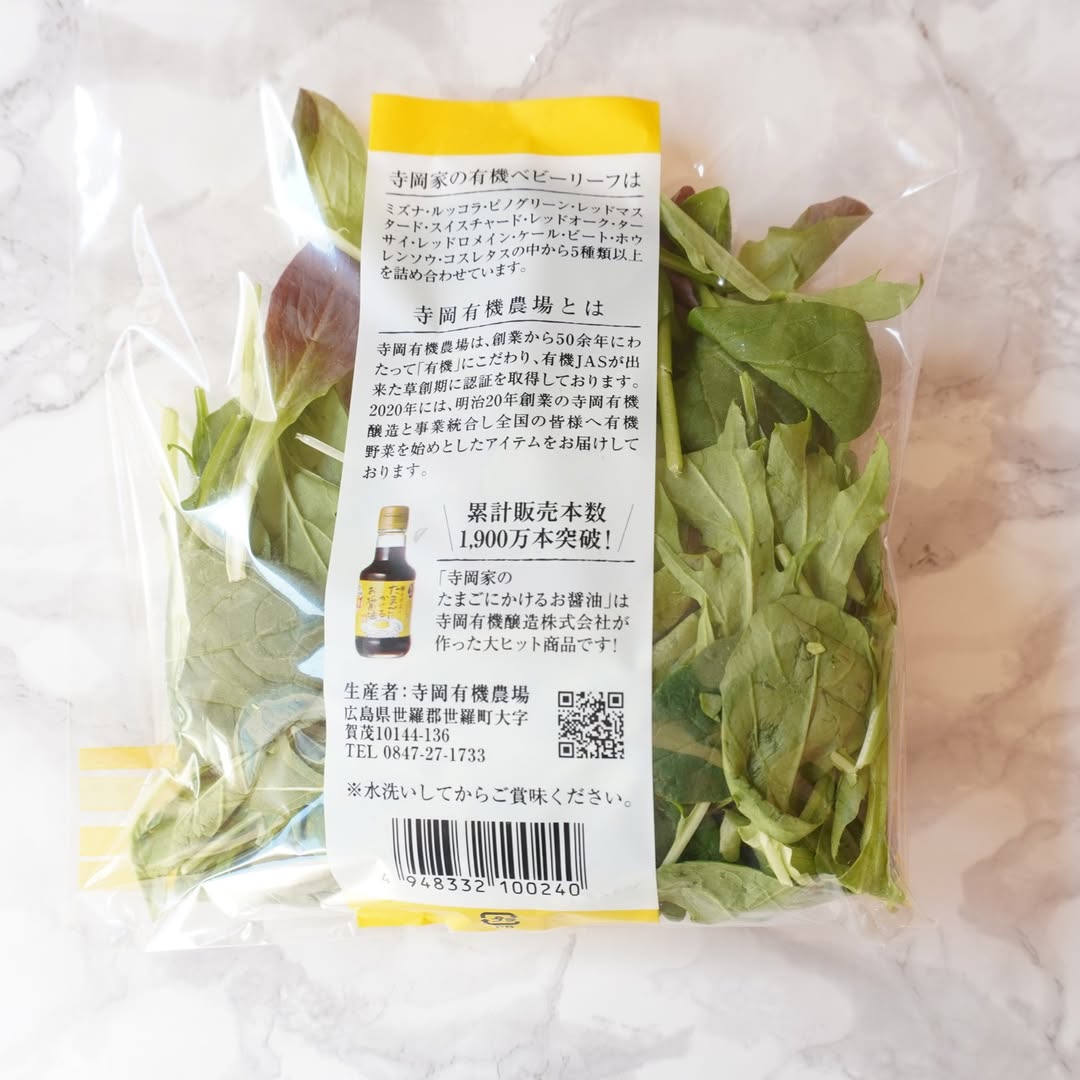 寺岡家の有機ベビーリーフは
ミズナ・ルッコラ・ピノグリーン・レッドマス
タード・スイスチャード・レッドオーク・ター
サイ・レッドロメイン・ケール・ビート・ホウ
レンソウ・コスレタスの中から5種類以上
を詰め合わせています。
寺岡有機農場とは
寺岡有機農場は、創業から50余年にわ
たって「有機」にこだわり、有機JASが出
来た草創期に認証を取得しております。
2020年には、明治20年創業の寺岡有機
醸造と事業統合し全国の皆様へ有機
野菜を始めとしたアイテムをお届けして
おります。
累計販売本数
1,900万本突破!
「寺岡家の
たまごにかけるお醤油」は
寺岡有機醸造株式会社が
作った大ヒット商品です!
生産者:寺岡有機農場
広島県世羅郡世羅町大字
賀茂10144-136
TEL 0847-27-1733
※水洗いしてからご賞味ください。
4 948332 100240